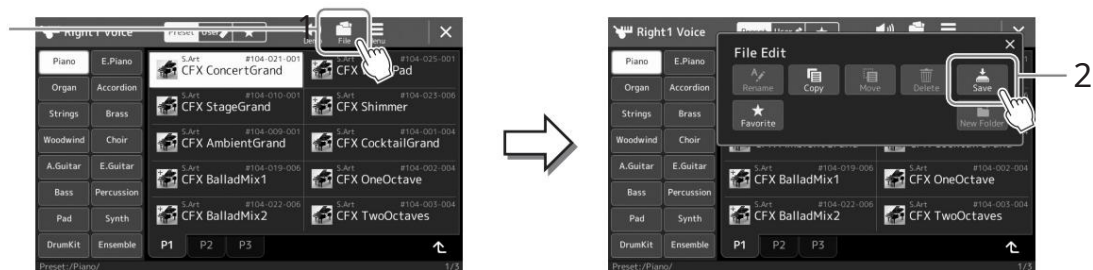 1
Right1 Voice
Preset User ★
Demo
File
Menu
×
Piano
E.Piano
Organ
Accordion
Strings
Brass
Woodwind
Choir
A.Guitar
E.Guitar
Bass
Percussion
Pad
Synth
DrumKit
Ensemble
S.Art #104-021-001
CFX ConcertGrand
#104-025-001
CFX Pad
S.Art #104-010-001
CFX StageGrand
S.Art #104-023-006
CFX Shimmer
S.Art #104-009-001
CFX AmbientGrand
S.Art #104-001-004
CFX CocktailGrand
S.Art #104-019-006
CFX BalladMix1
S.Art #104-002-004
CFX OneOctave
S.Art #104-022-006
CFX BalladMix2
S.Art #104-003-004
CFX TwoOctaves
P1 P2 P3
Preset:/Piano/
1/3
Right1 Voice
Preset User ★
File Edit
×
Rename
Copy
Move
Delete
Save
2
Favorite
New Folder
Piano
E.Piano
Organ
Accordion
Strings
Brass
Woodwind
Choir
A.Guitar
E.Guitar
Bass
Percussion
Pad
Synth
DrumKit
Ensemble
S.Art #104-019-006
CFX BalladMix1
S.Art #104-002-004
CFX OneOctave
S.Art #104-022-006
CFX BalladMix2
S.Art #104-003-004
CFX TwoOctaves
P1 P2 P3
Preset:/Piano/
1/3